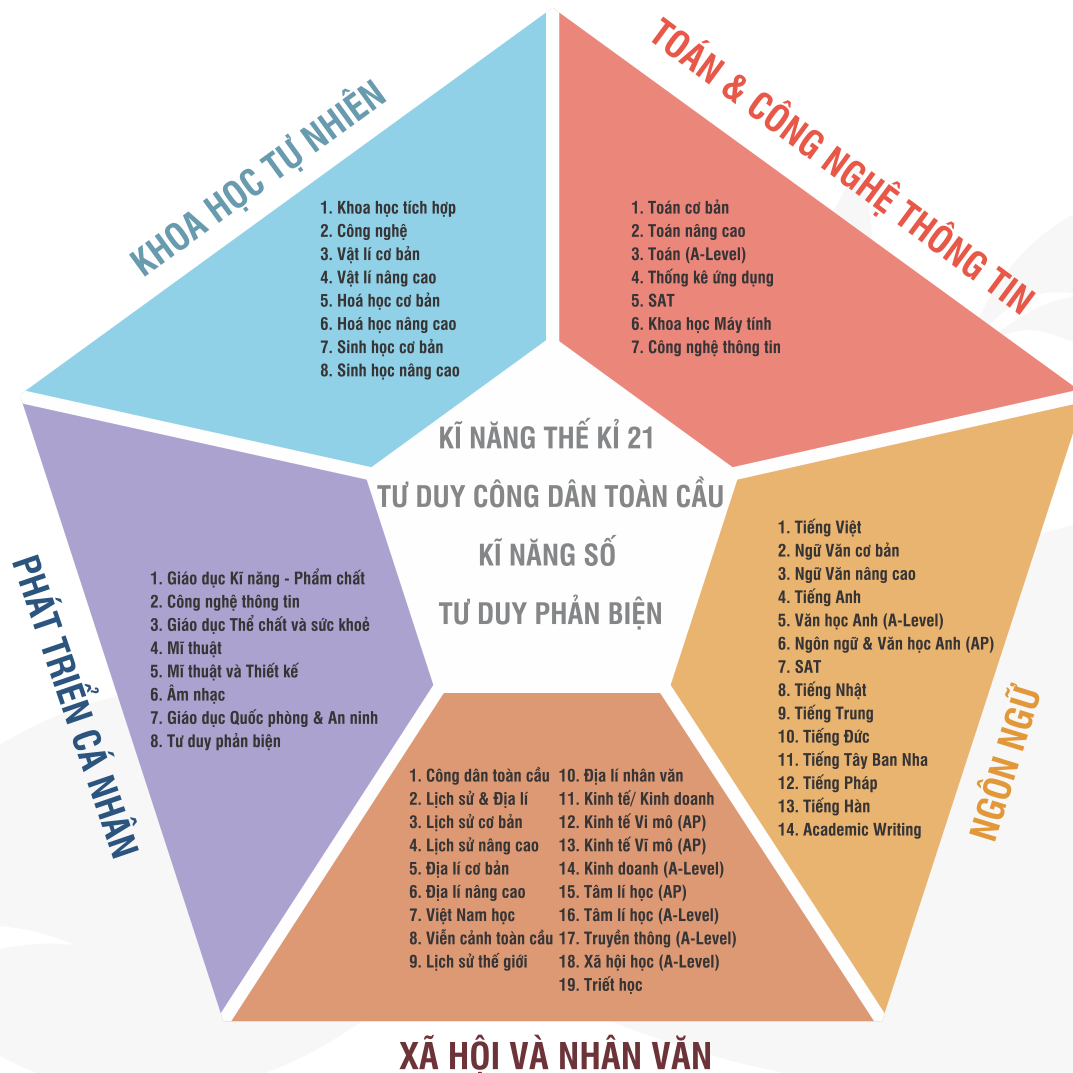 KHOA HỌC TỰ NHIÊN
1. Khoa học tích hợp
2. Công nghệ
3. Vật lí cơ bản
4. Vật lí nâng cao
5. Hoá học cơ bản
6. Hoá học nâng cao
7. Sinh học cơ bản
8. Sinh học nâng cao
TOÁN & CÔNG NGHỆ THÔNG TIN
1. Toán cơ bản
2. Toán nâng cao
3. Toán (A-Level)
4. Thống kê ứng dụng
5. SAT
6. Khoa học Máy tính
7. Công nghệ thông tin
KĨ NĂNG THẾ KỈ 21
TƯ DUY CÔNG DÂN TOÀN CẦU
KĨ NĂNG SỐ
TƯ DUY PHẢN BIỆN
PHÁT TRIỂN CÁ NHÂN
1. Giáo dục Kĩ năng - Phẩm chất
2. Công nghệ thông tin
3. Giáo dục Thể chất và sức khoẻ
4. Mĩ thuật
5. Mĩ thuật và Thiết kế
6. Âm nhạc
7. Giáo dục Quốc phòng & An ninh
8. Tư duy phản biện
1. Tiếng Việt
2. Ngữ Văn cơ bản
3. Ngữ Văn nâng cao
4. Tiếng Anh
5. Văn học Anh (A-Level)
6. Ngôn ngữ & Văn học Anh (AP)
7. SAT
8. Tiếng Nhật
9. Tiếng Trung
10. Tiếng Đức
11. Tiếng Tây Ban Nha
12. Tiếng Pháp
13. Tiếng Hàn
14. Academic Writing
NGÔN NGỮ
1. Công dân toàn cầu
2. Lịch sử & Địa lí
3. Lịch sử cơ bản
4. Lịch sử nâng cao
5. Địa lí cơ bản
6. Địa lí nâng cao
7. Việt Nam học
8. Viễn cảnh toàn cầu
9. Lịch sử thế giới
10. Địa lí nhân văn
11. Kinh tế/ Kinh doanh
12. Kinh tế Vi mô (AP)
13. Kinh tế Vĩ mô (AP)
14. Kinh doanh (A-Level)
15. Tâm lí học (AP)
16. Tâm lí học (A-Level)
17. Truyền thông (A-Level)
18. Xã hội học (A-Level)
19. Triết học
XÃ HỘI VÀ NHÂN VĂN